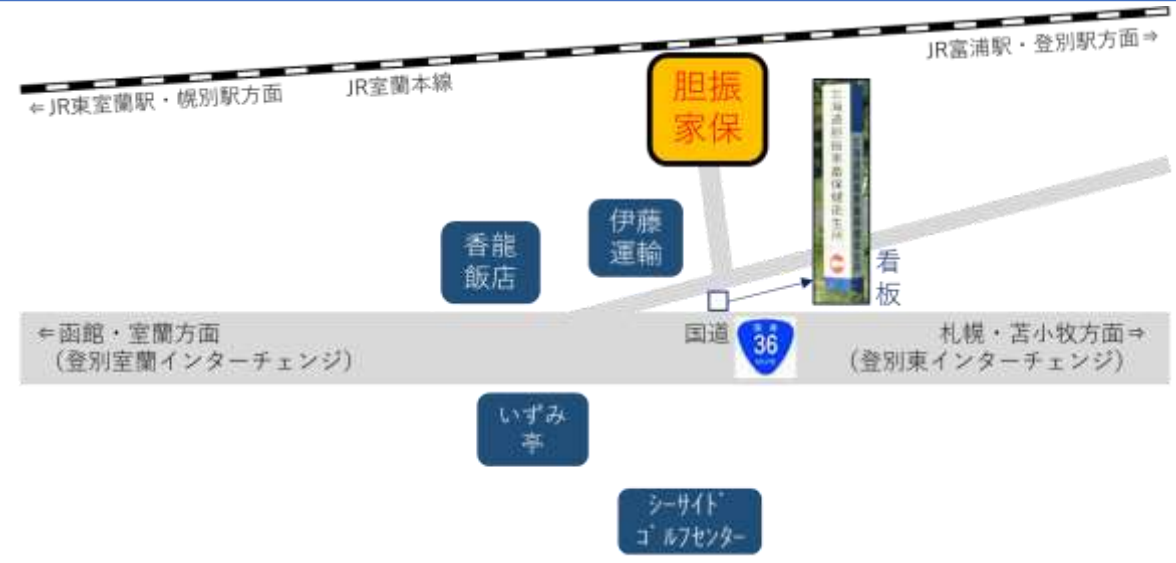 JR富浦駅・登別駅方面⇒
JR室蘭本線
⇐JR東室蘭駅・幌別駅方面
胆振
家保
伊藤
運輸
香龍
飯店
看
板
⇐函館・室蘭方面
(登別室蘭インターチェンジ)
国道
36
札幌・苫小牧方面⇒
(登別東インターチェンジ)
いずみ
亭
シーサイド
ゴルフセンター